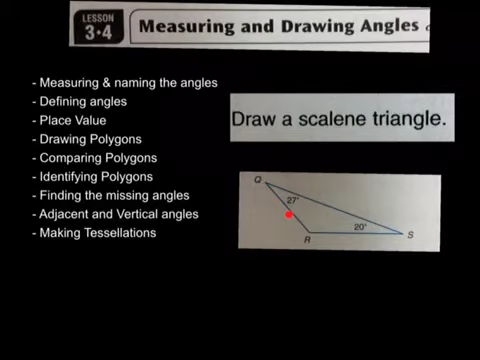 LESSON
3•4
Measuring and Drawing Angles
- Measuring & naming the angles
- Defining angles
- Place Value
- Drawing Polygons
- Comparing Polygons
- Identifying Polygons
- Finding the missing angles
- Adjacent and Vertical angles
- Making Tessellations
Draw a scalene triangle.
Q
27°
20°
R
S